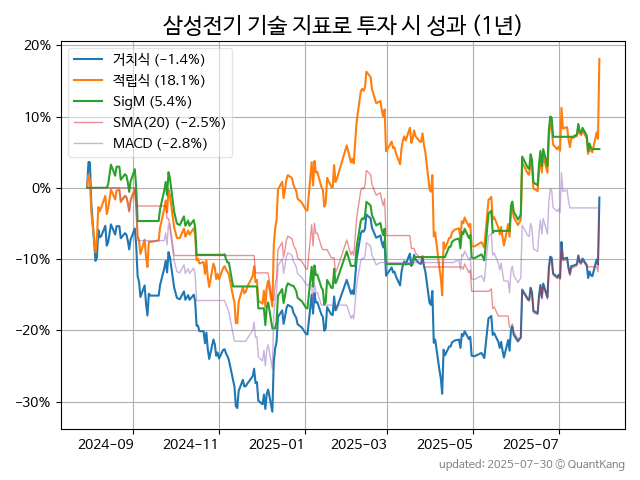 삼성전기 기술 지표로 투자 시 성과 (1년)
20%
10%
0%
−10%
−20%
−30%
거치식 (−1.4%)
적립식 (18.1%)
SigM (5.4%)
SMA(20) (−2.5%)
MACD (−2.8%)
2024-09
2024-11
2025-01
2025-03
2025-05
2025-07
updated: 2025-07-30 © QuantKang